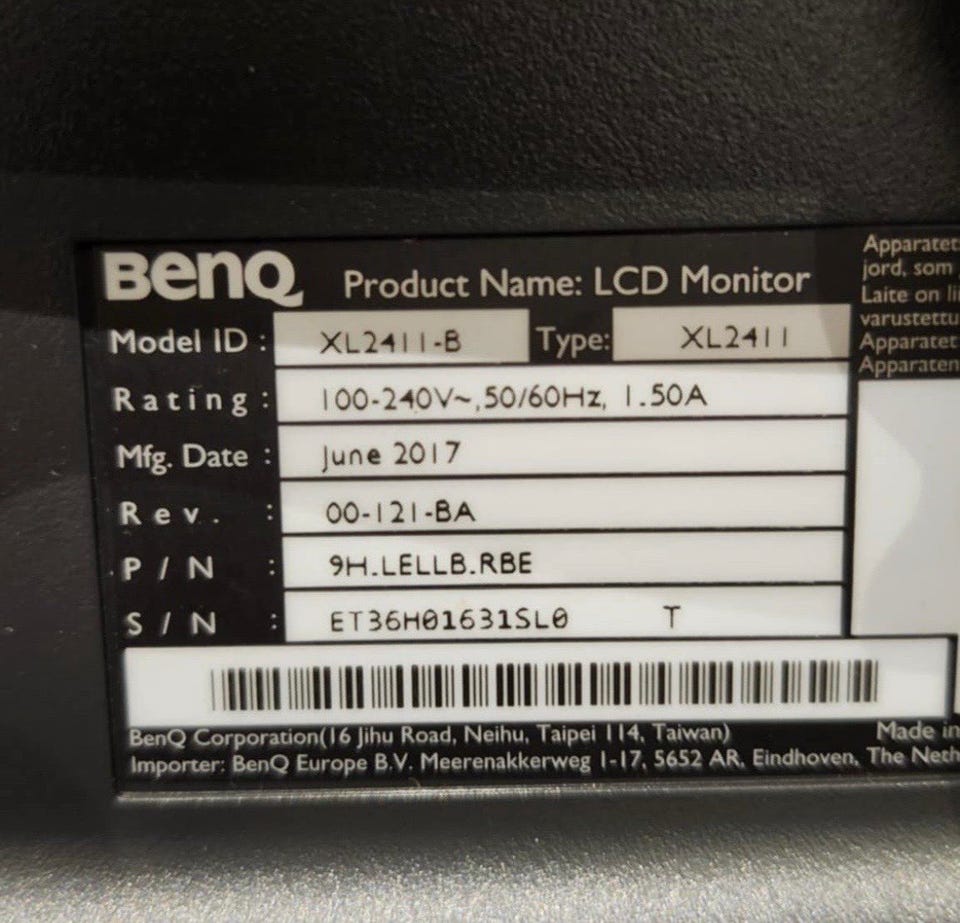 BenQ Product Name: LCD Monitor
Model ID : XL2411-B Type: XL2411
Rating : 100-240V~,50/60Hz, 1.50A
Mfg. Date : June 2017
Rev. : 00-121-BA
P/N : 9H.LELLB.RBE
S/N : ET36H01631SL0 T
BenQ Corporation(16 Jihu Road, Neihu, Taipei 114, Taiwan) Made in
Importer: BenQ Europe B.V. Meerenakkerweg 1-17, 5652 AR, Eindhoven, The Neth
Apparatet
jord, som
Laite on li
varustettu
Apparatet
Apparaten